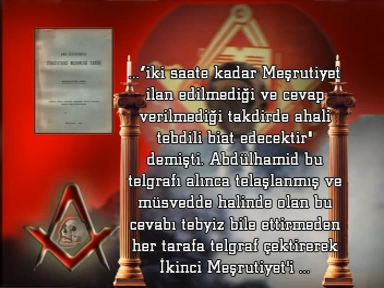 ..."iki saate kadar Meşrutiyet
ilan edilmediği ve cevap
verilmediği takdirde ahali
tebdili biat edecektir"
demişti. Abdülhamid bu
telgrafı alınca telaşlanmış ve
müsvedde halinde olan bu
cevabı tebyiz bile ettirmeden
her tarafa telgraf çektirerek
İkinci Meşrutiyet'i ...